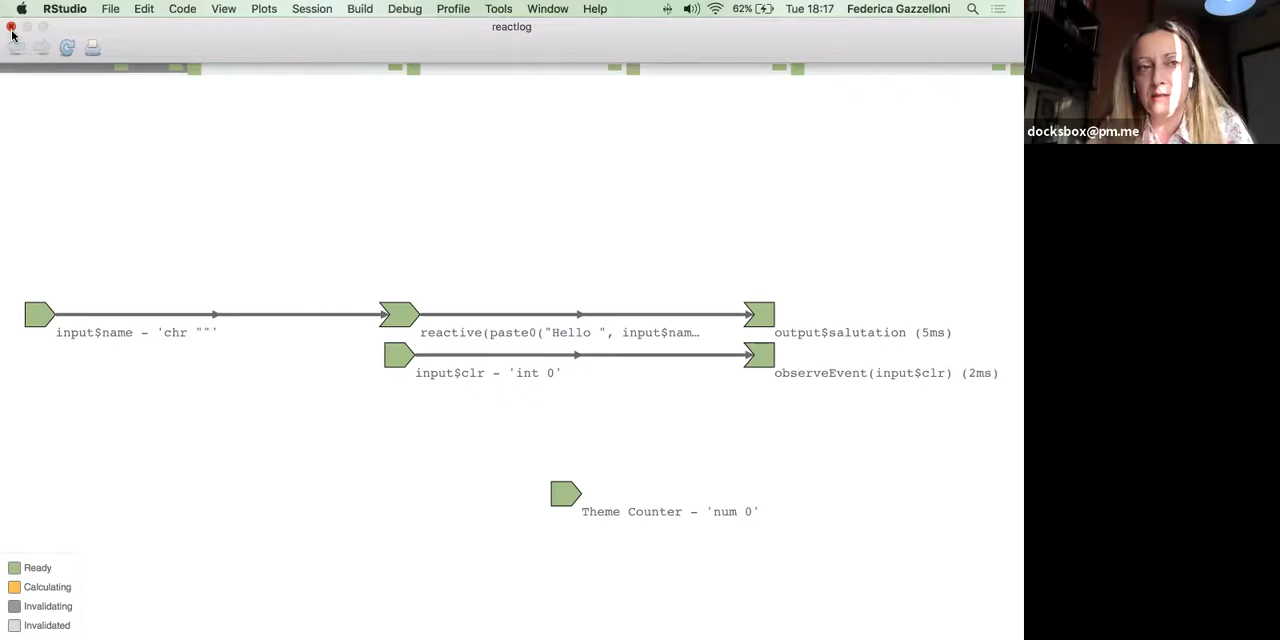 RStudio File Edit Code View Plots Session Build Debug Profile Tools Window Help 62% Tue 18:17 Federica Gazzelloni
reactlog
docksbox@pm.me
input$name - 'chr ""'
reactive(paste0("Hello ", input$nam…
output$salutation (5ms)
input$clr - 'int 0'
observeEvent(input$clr) (2ms)
Theme Counter - 'num 0'
Ready
Calculating
Invalidating
Invalidated